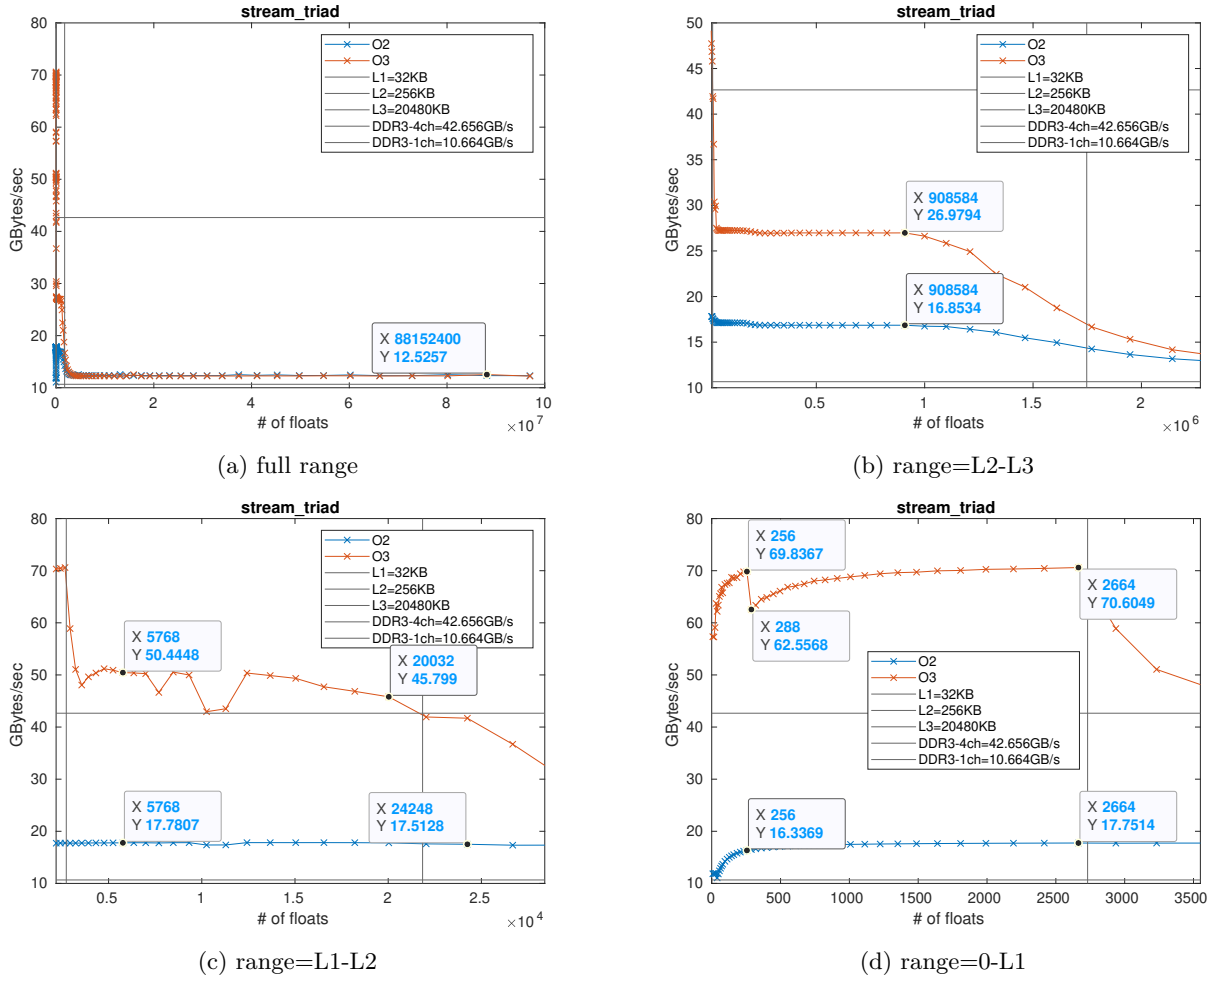 stream_triad
80
70
60
50
40
30
20
10
GBytes/sec
O2
O3
L1=32KB
L2=256KB
L3=20480KB
DDR3-4ch=42.656GB/s
DDR3-1ch=10.664GB/s
X 88152400
Y 12.5257
0 2 4 6 8 10
# of floats
×10^7
(a) full range
stream_triad
50
45
40
35
30
25
20
15
10
GBytes/sec
O2
O3
L1=32KB
L2=256KB
L3=20480KB
DDR3-4ch=42.656GB/s
DDR3-1ch=10.664GB/s
X 908584
Y 26.9794
X 908584
Y 16.8534
0.5 1 1.5 2
# of floats
×10^6
(b) range=L2-L3
stream_triad
80
70
60
50
40
30
20
10
GBytes/sec
O2
O3
L1=32KB
L2=256KB
L3=20480KB
DDR3-4ch=42.656GB/s
DDR3-1ch=10.664GB/s
X 5768
Y 50.4448
X 20032
Y 45.799
X 5768
Y 17.7807
X 24248
Y 17.5128
0.5 1 1.5 2 2.5
# of floats
×10^4
(c) range=L1-L2
stream_triad
80
70
60
50
40
30
20
10
GBytes/sec
X 256
Y 69.8367
X 288
Y 62.5568
X 2664
Y 70.6049
O2
O3
L1=32KB
L2=256KB
L3=20480KB
DDR3-4ch=42.656GB/s
DDR3-1ch=10.664GB/s
X 256
Y 16.3369
X 2664
Y 17.7514
0 500 1000 1500 2000 2500 3000 3500
# of floats
(d) range=0-L1